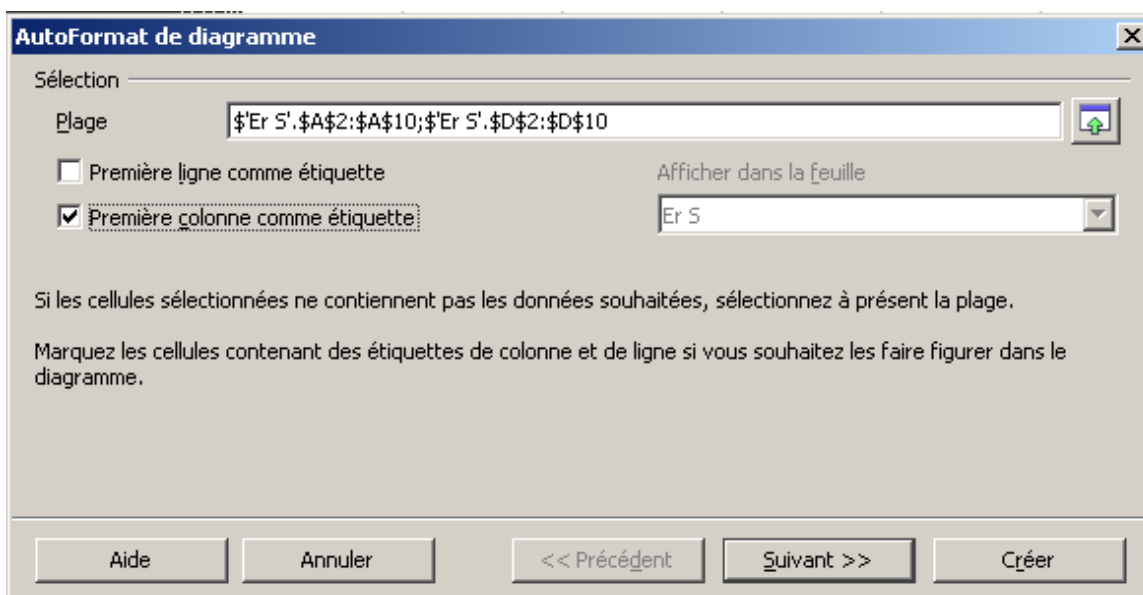 AutoFormat de diagramme
Sélection
Plage
$'Er S'.$A$2:$A$10;$'Er S'.$D$2:$D$10
Première ligne comme étiquette
Afficher dans la feuille
Première colonne comme étiquette
Er S
Si les cellules sélectionnées ne contiennent pas les données souhaitées, sélectionnez à présent la plage.
Marquez les cellules contenant des étiquettes de colonne et de ligne si vous souhaitez les faire figurer dans le
diagramme.
Aide
Annuler
<< Précédent
Suivant >>
Créer